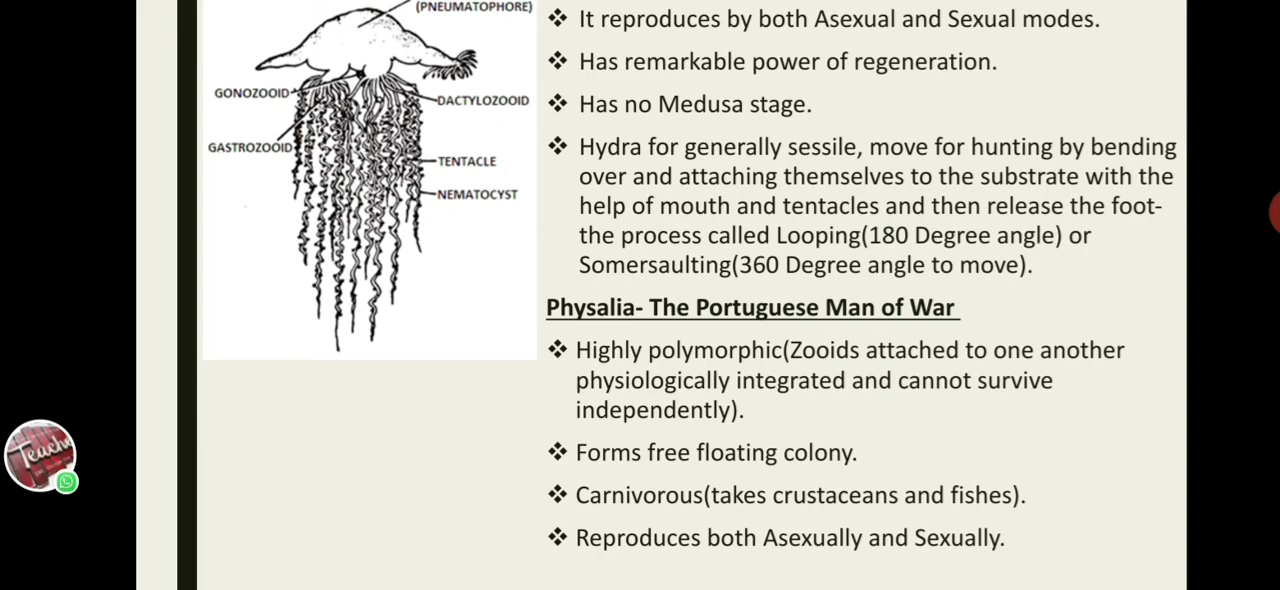 (PNEUMATOPHORE)
GONOZOOID
DACTYLOZOOID
GASTROZOOID
TENTACLE
NEMATOCYST
❖ It reproduces by both Asexual and Sexual modes.
❖ Has remarkable power of regeneration.
❖ Has no Medusa stage.
❖ Hydra for generally sessile, move for hunting by bending
over and attaching themselves to the substrate with the
help of mouth and tentacles and then release the foot-
the process called Looping(180 Degree angle) or
Somersaulting(360 Degree angle to move).
Physalia- The Portuguese Man of War
❖ Highly polymorphic(Zooids attached to one another
physiologically integrated and cannot survive
independently).
❖ Forms free floating colony.
❖ Carnivorous(takes crustaceans and fishes).
❖ Reproduces both Asexually and Sexually.